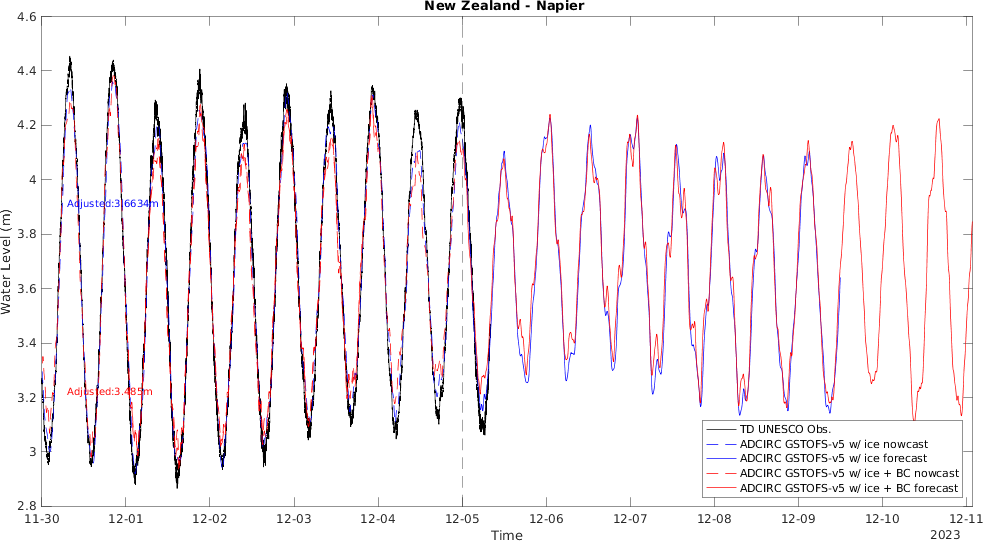 New Zealand - Napier
4.6
4.4
4.2
4
3.8
3.6
3.4
3.2
3
2.8
Water Level (m)
Adjusted:3.6634m
Adjusted:3.485m
TD UNESCO Obs.
ADCIRC GSTOFS-v5 w/ ice nowcast
ADCIRC GSTOFS-v5 w/ ice forecast
ADCIRC GSTOFS-v5 w/ ice + BC nowcast
ADCIRC GSTOFS-v5 w/ ice + BC forecast
11-30 12-01 12-02 12-03 12-04 12-05 12-06 12-07 12-08 12-09 12-10 12-11
Time
2023